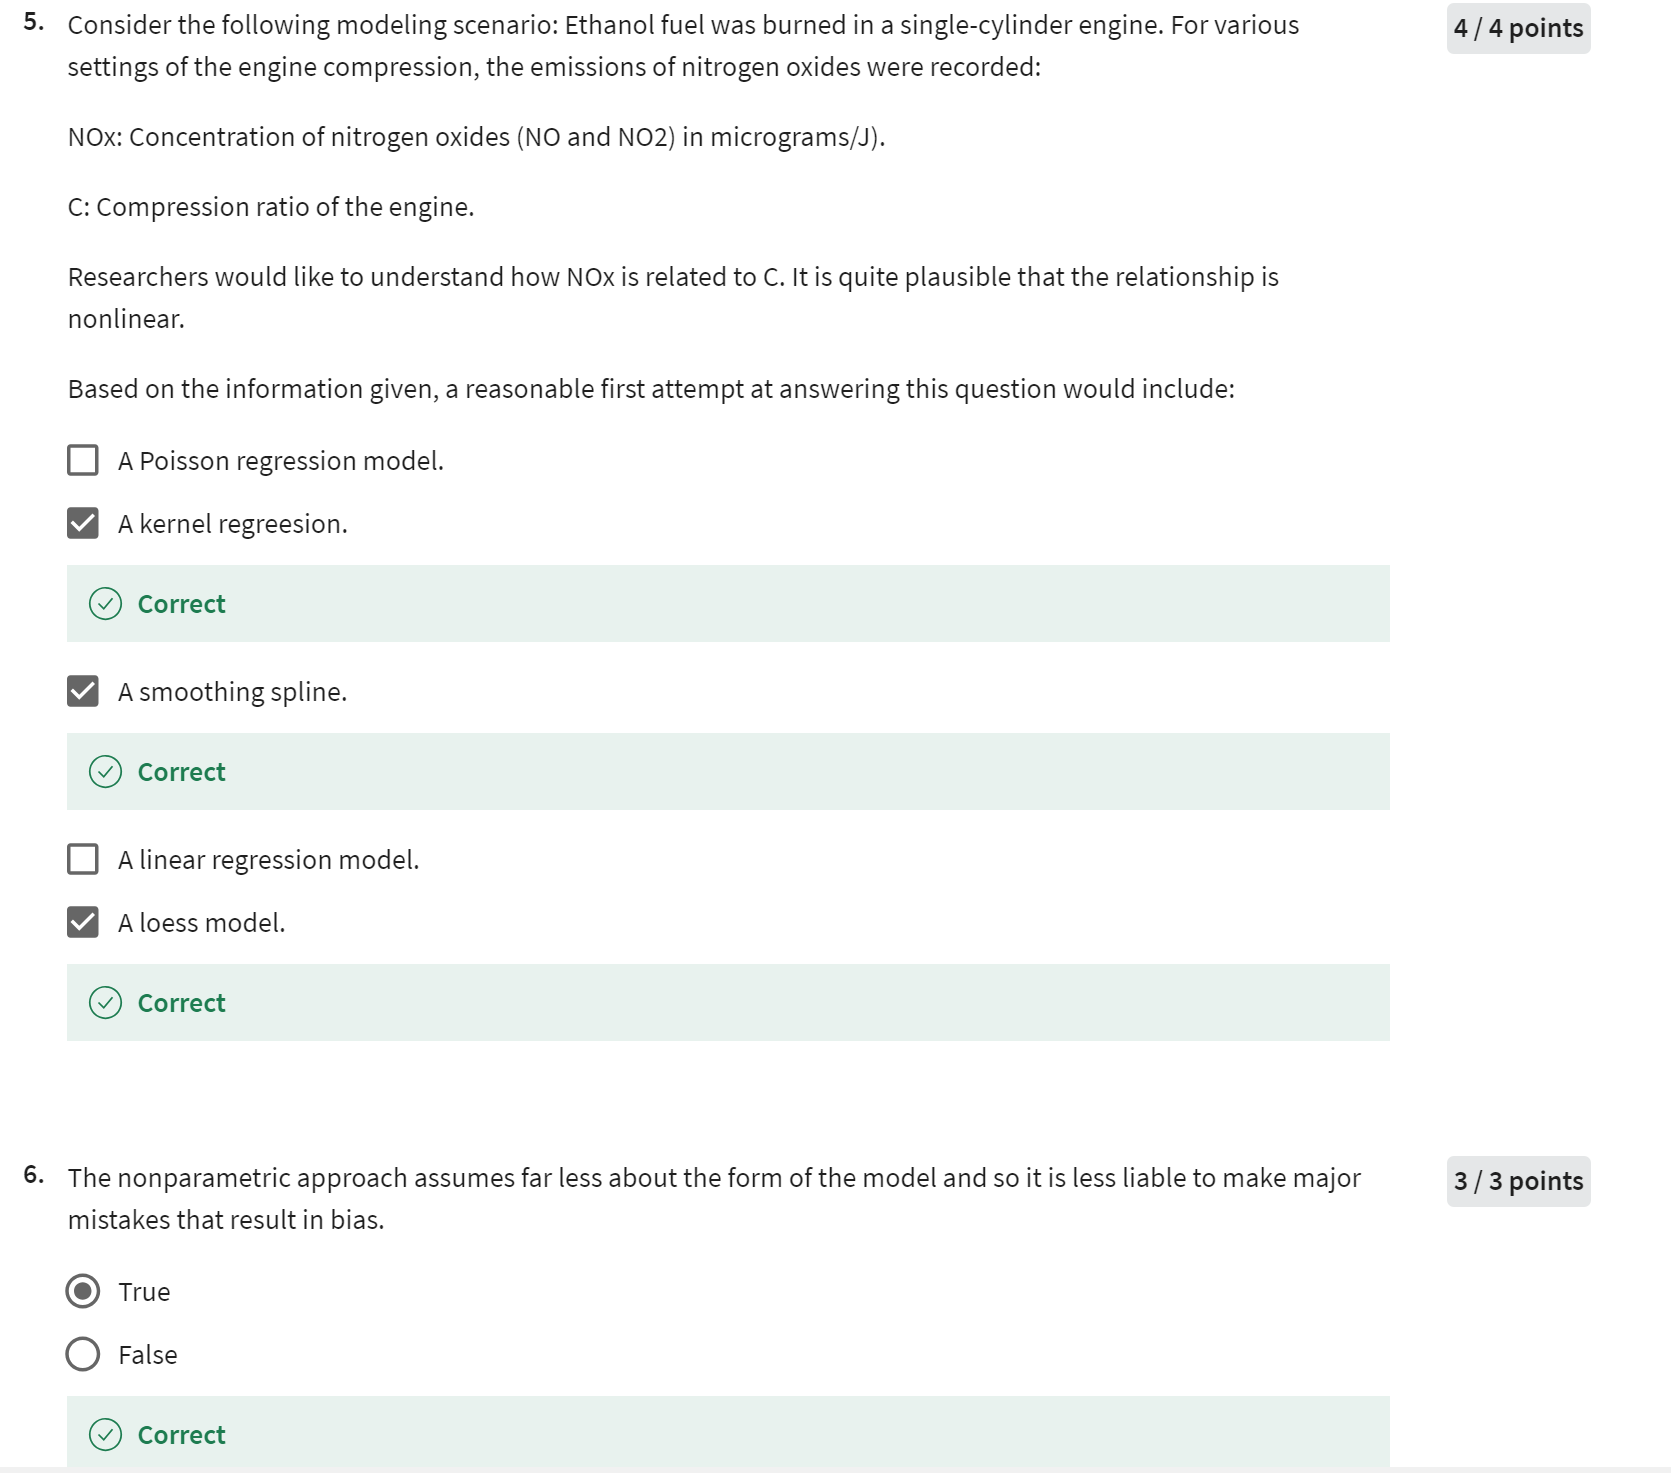 5. Consider the following modeling scenario: Ethanol fuel was burned in a single-cylinder engine. For various
4 / 4 points
settings of the engine compression, the emissions of nitrogen oxides were recorded:
NOx: Concentration of nitrogen oxides (NO and NO2) in micrograms/J).
C: Compression ratio of the engine.
Researchers would like to understand how NOx is related to C. It is quite plausible that the relationship is
nonlinear.
Based on the information given, a reasonable first attempt at answering this question would include:
A Poisson regression model.
A kernel regreesion.
Correct
A smoothing spline.
Correct
A linear regression model.
A loess model.
Correct
6. The nonparametric approach assumes far less about the form of the model and so it is less liable to make major
3 / 3 points
mistakes that result in bias.
True
False
Correct